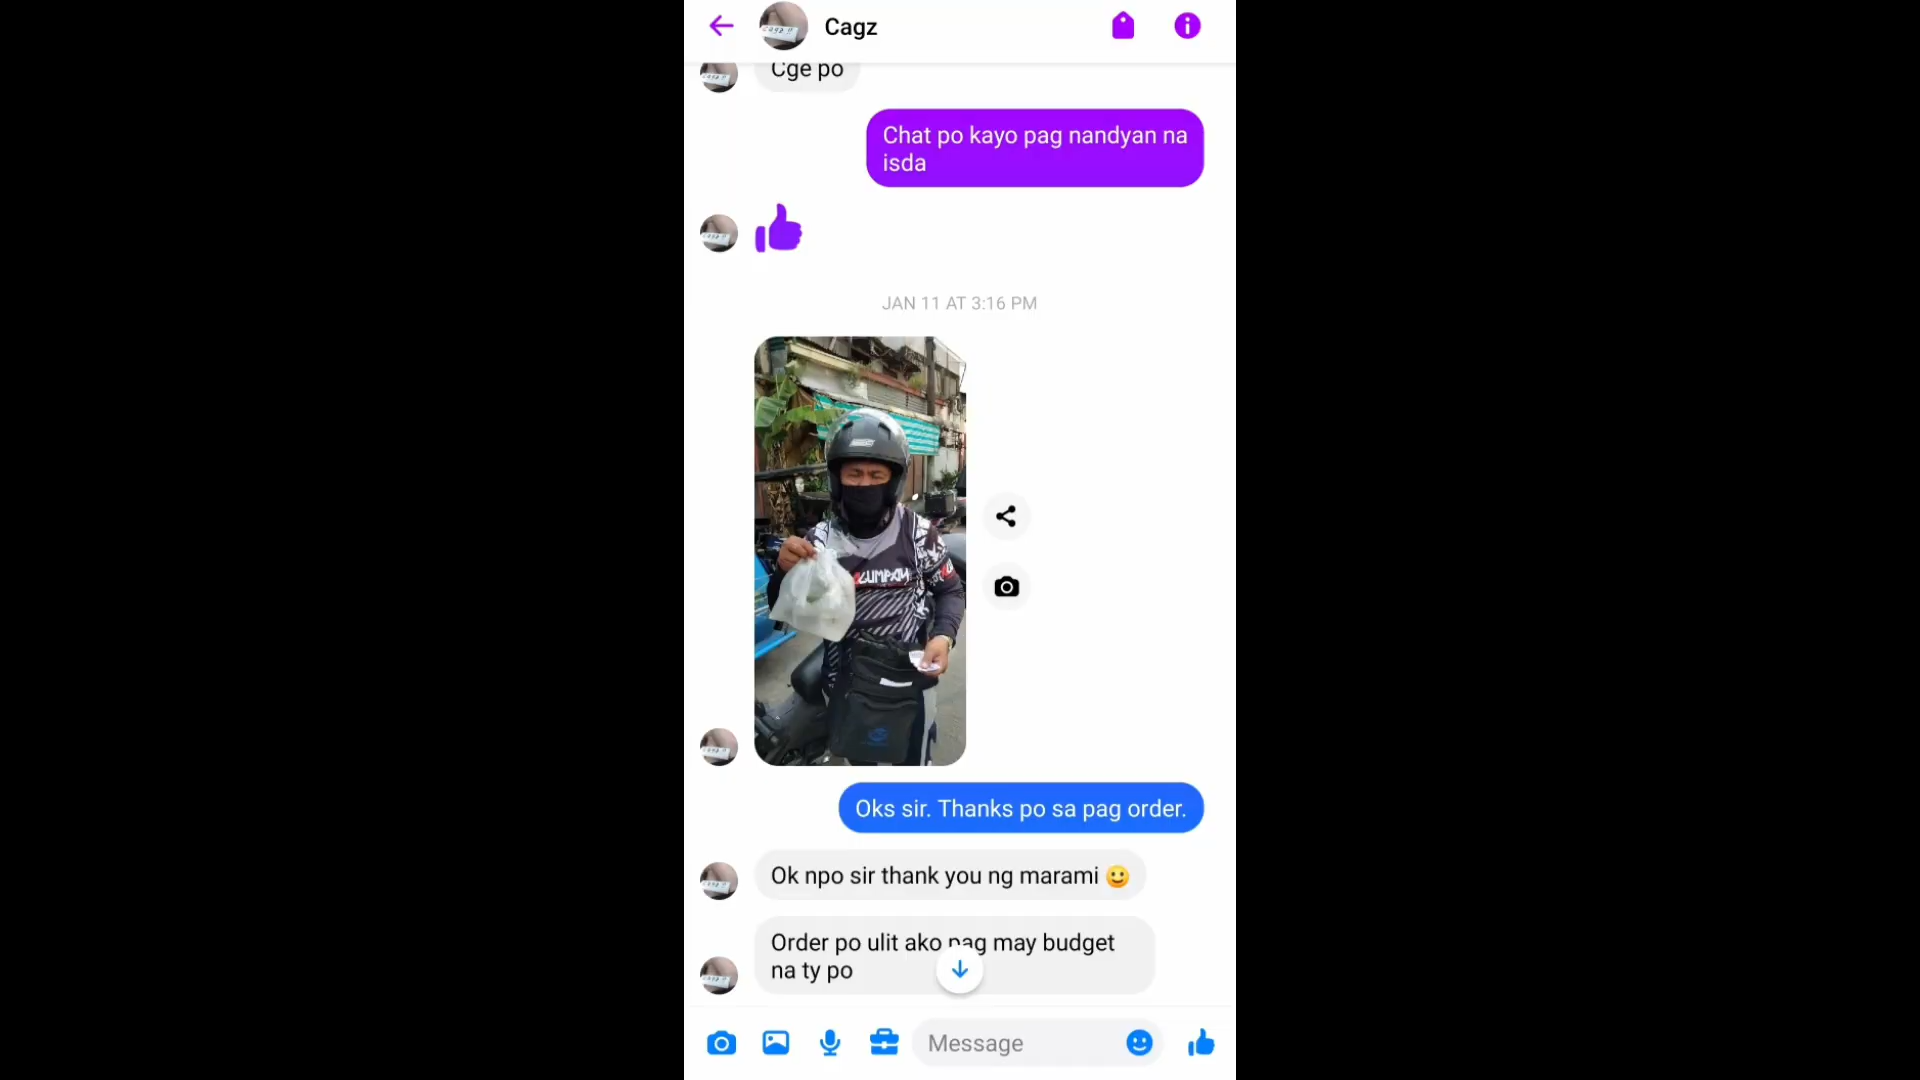 Cagz
Cge po
Chat po kayo pag nandyan na
isda
JAN 11 AT 3:16 PM
Oks sir. Thanks po sa pag order.
Ok npo sir thank you ng marami 🙂
Order po ulit ako pag may budget
na ty po
Message